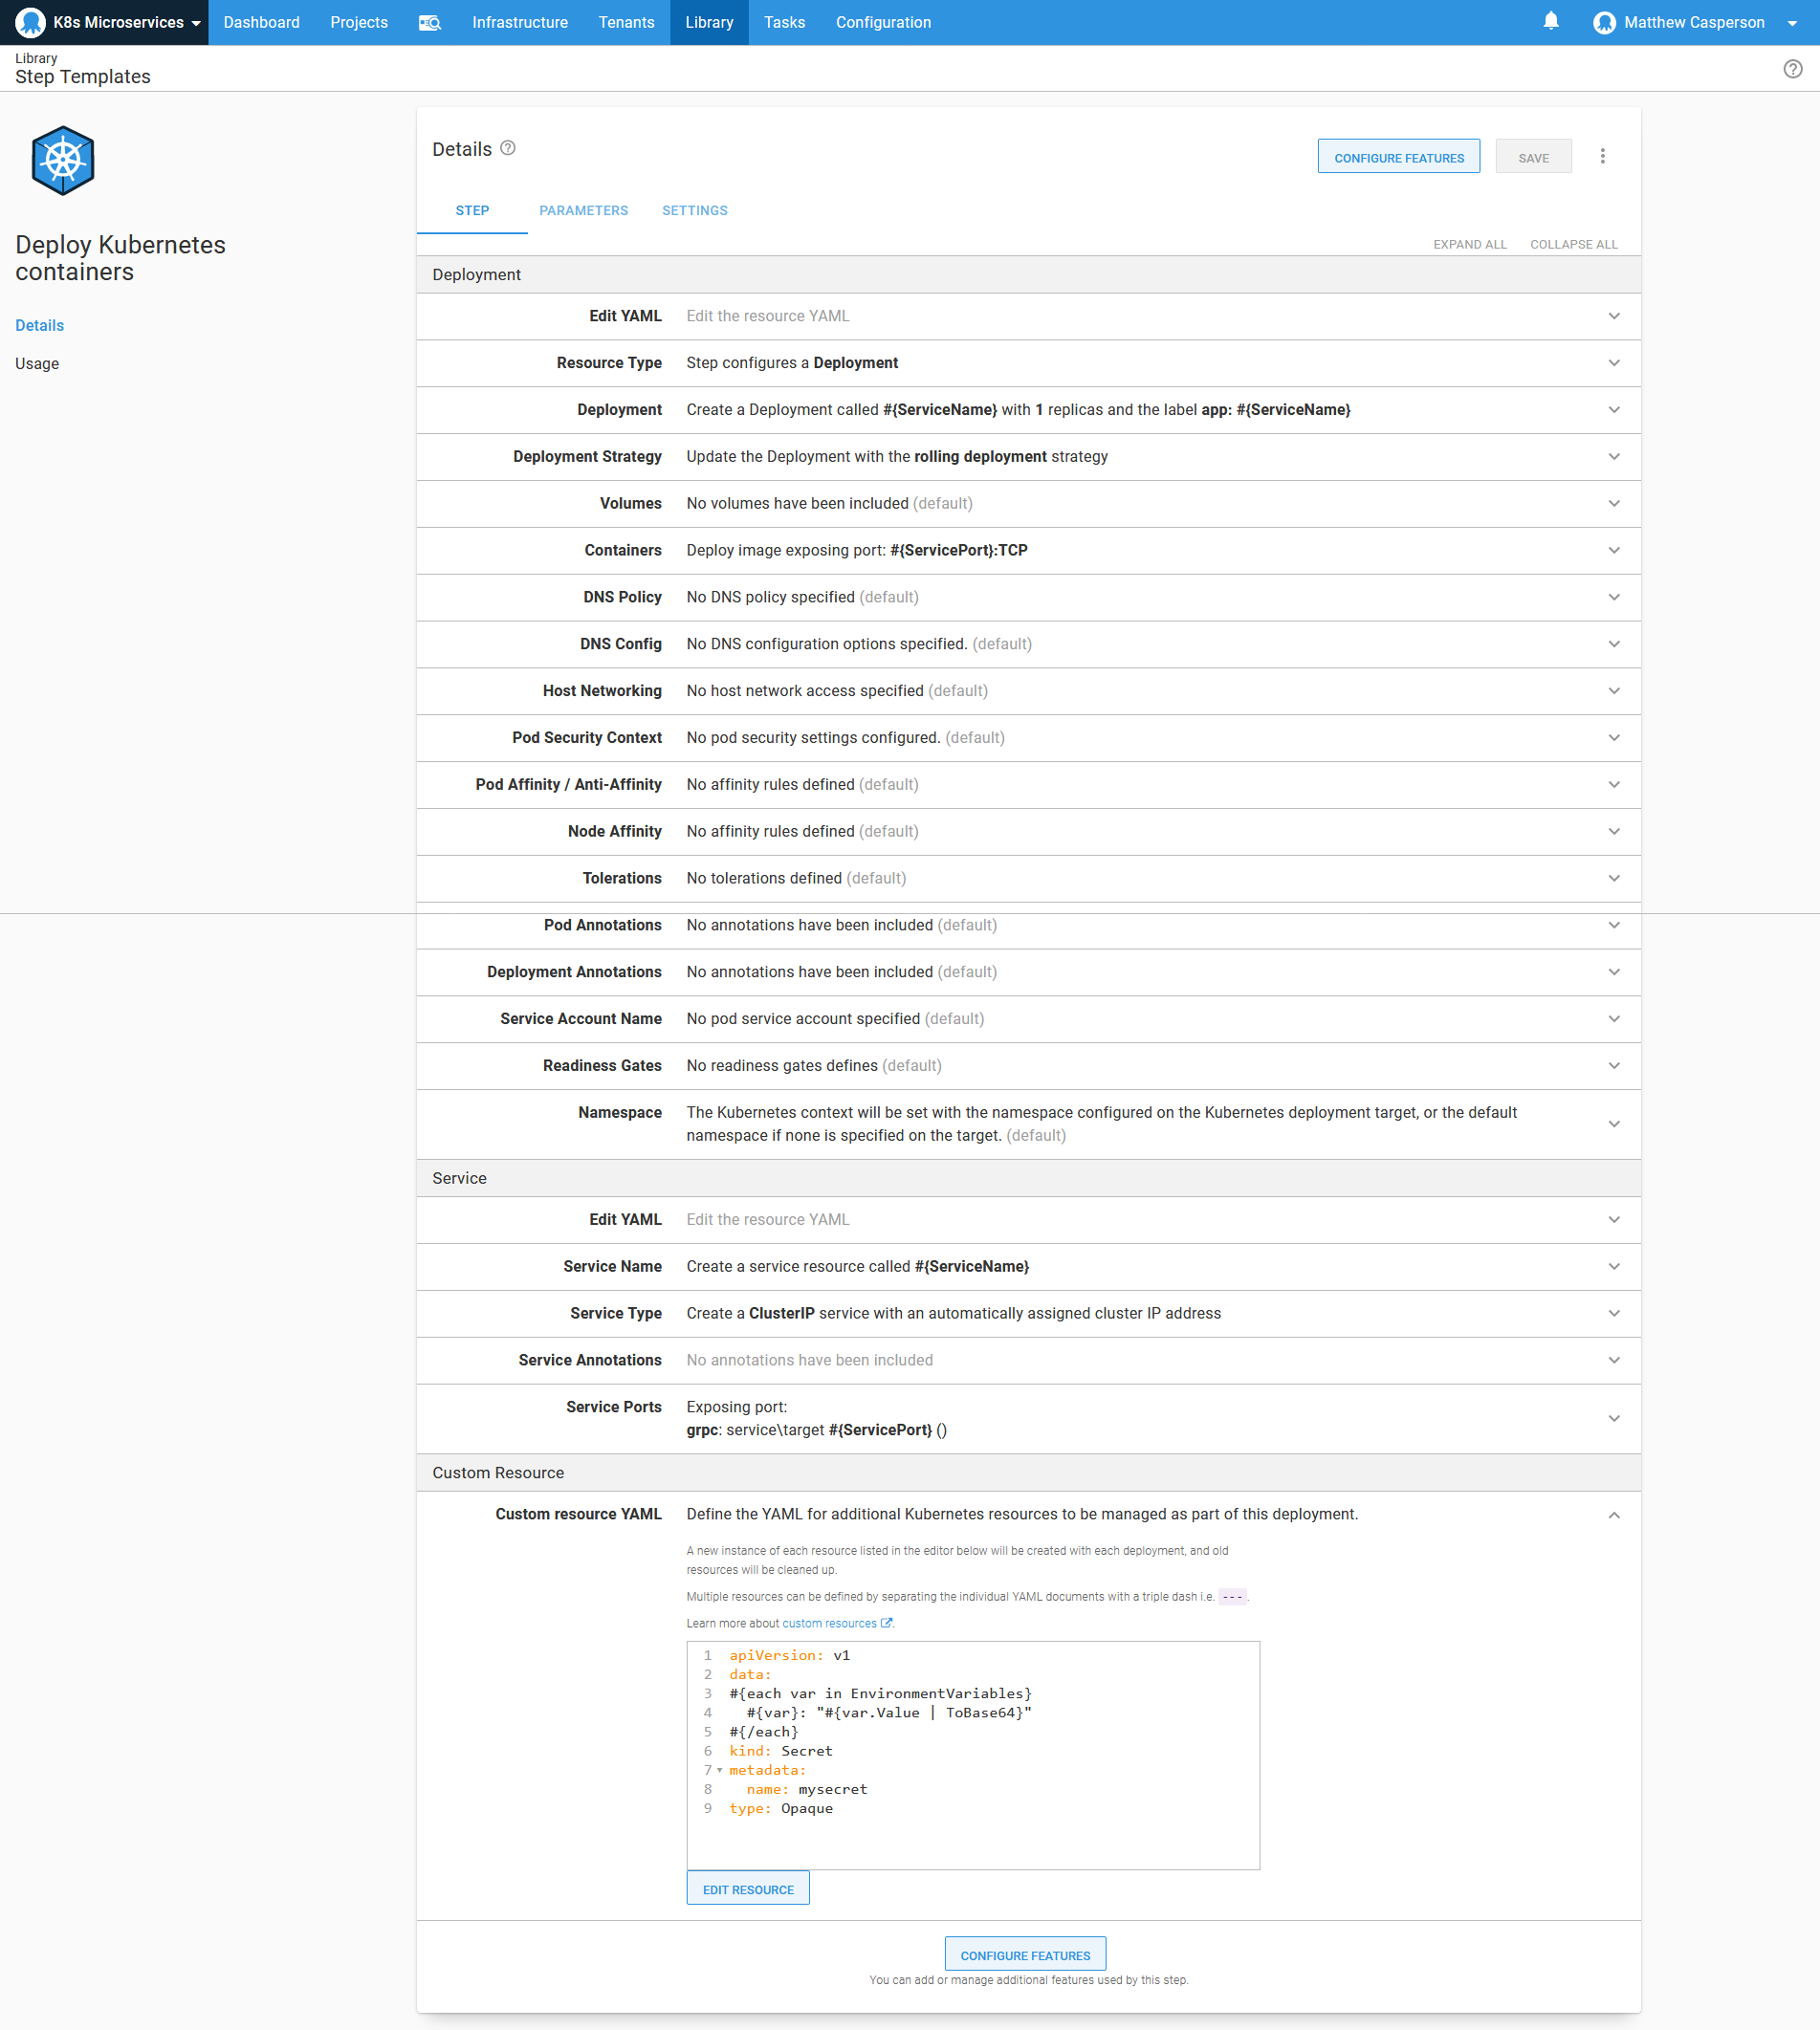 K8s Microservices Dashboard Projects Infrastructure Tenants Library Tasks Configuration Matthew Casperson
Library
Step Templates
Deploy Kubernetes
containers
Details
Usage
Details
CONFIGURE FEATURES SAVE
STEP PARAMETERS SETTINGS
EXPAND ALL COLLAPSE ALL
Deployment
Edit YAML Edit the resource YAML
Resource Type Step configures a Deployment
Deployment Create a Deployment called #{ServiceName} with 1 replicas and the label app: #{ServiceName}
Deployment Strategy Update the Deployment with the rolling deployment strategy
Volumes No volumes have been included (default)
Containers Deploy image exposing port: #{ServicePort}:TCP
DNS Policy No DNS policy specified (default)
DNS Config No DNS configuration options specified. (default)
Host Networking No host network access specified (default)
Pod Security Context No pod security settings configured. (default)
Pod Affinity / Anti-Affinity No affinity rules defined (default)
Node Affinity No affinity rules defined (default)
Tolerations No tolerations defined (default)
Pod Annotations No annotations have been included (default)
Deployment Annotations No annotations have been included (default)
Service Account Name No pod service account specified (default)
Readiness Gates No readiness gates defines (default)
Namespace The Kubernetes context will be set with the namespace configured on the Kubernetes deployment target, or the default
namespace if none is specified on the target. (default)
Service
Edit YAML Edit the resource YAML
Service Name Create a service resource called #{ServiceName}
Service Type Create a ClusterIP service with an automatically assigned cluster IP address
Service Annotations No annotations have been included
Service Ports Exposing port:
grpc: service\target #{ServicePort} ()
Custom Resource
Custom resource YAML Define the YAML for additional Kubernetes resources to be managed as part of this deployment.
A new instance of each resource listed in the editor below will be created with each deployment, and old
resources will be cleaned up.
Multiple resources can be defined by separating the individual YAML documents with a triple dash i.e. ---.
Learn more about custom resources.
1 apiVersion: v1
2 data:
3 #{each var in EnvironmentVariables}
4 #{var}: "#{var.Value | ToBase64}"
5 #{/each}
6 kind: Secret
7 metadata:
8 name: mysecret
9 type: Opaque
EDIT RESOURCE
CONFIGURE FEATURES
You can add or manage additional features used by this step.